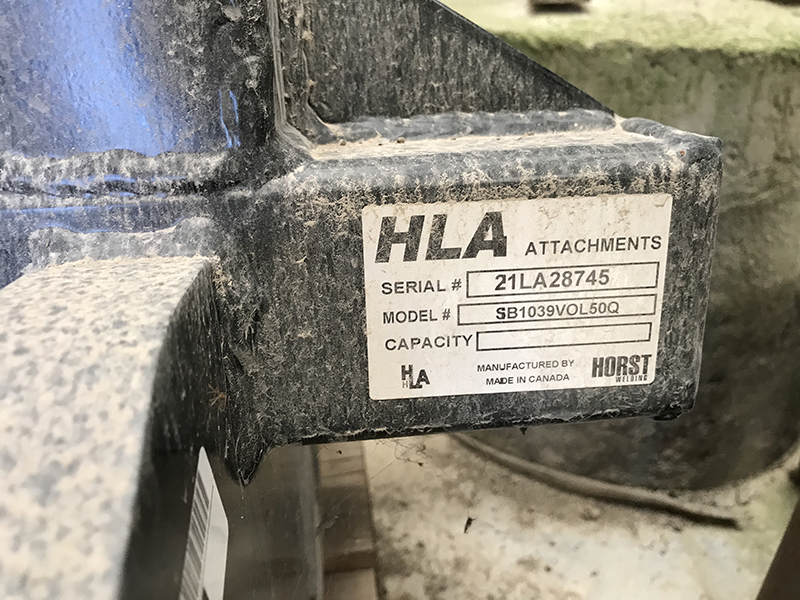 HLA ATTACHMENTS
SERIAL # 21LA28745
MODEL # SB1039VOL50Q
CAPACITY
HLA
MANUFACTURED BY
MADE IN CANADA
HORST
WELDING